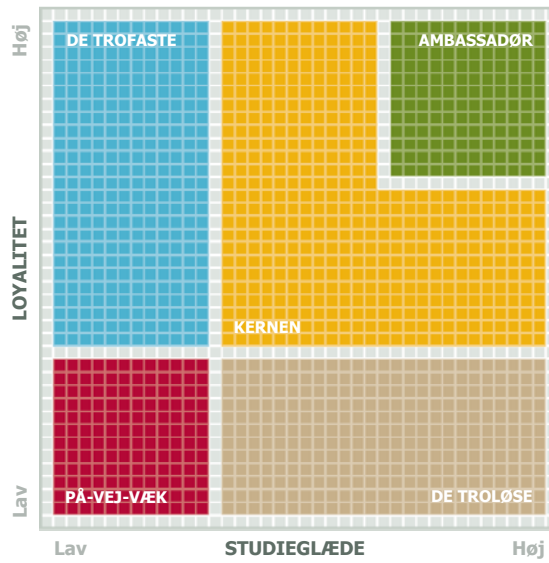 Høj
DE TROFASTE
AMBASSADØR
LOYALITET
KERNEN
Lav
PÅ-VEJ-VÆK
DE TROLØSE
Lav
STUDIEGLÆDE
Høj